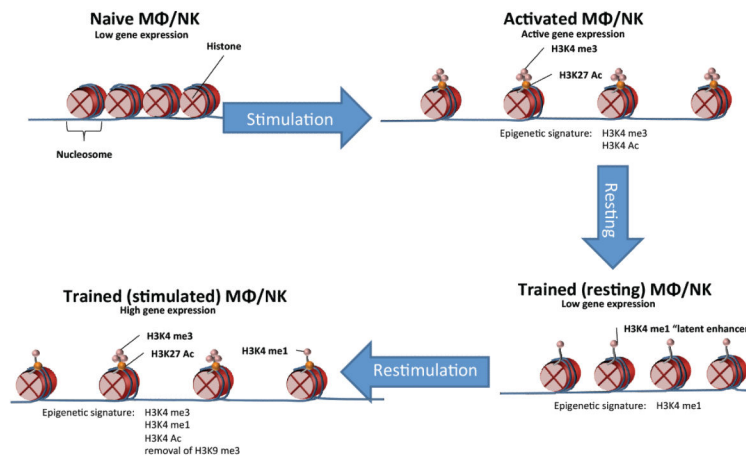 Naive MΦ/NK
Low gene expression
Histone
Nucleosome
Stimulation
Activated MΦ/NK
Active gene expression
H3K4 me3
H3K27 Ac
Epigenetic signature: H3K4 me3
H3K4 Ac
Resting
Trained (resting) MΦ/NK
Low gene expression
H3K4 me1 “latent enhancer
Epigenetic signature: H3K4 me1
Restimulation
Trained (stimulated) MΦ/NK
High gene expression
H3K4 me3
H3K27 Ac
H3K4 me1
Epigenetic signature: H3K4 me3
H3K4 me1
H3K4 Ac
removal of H3K9 me3